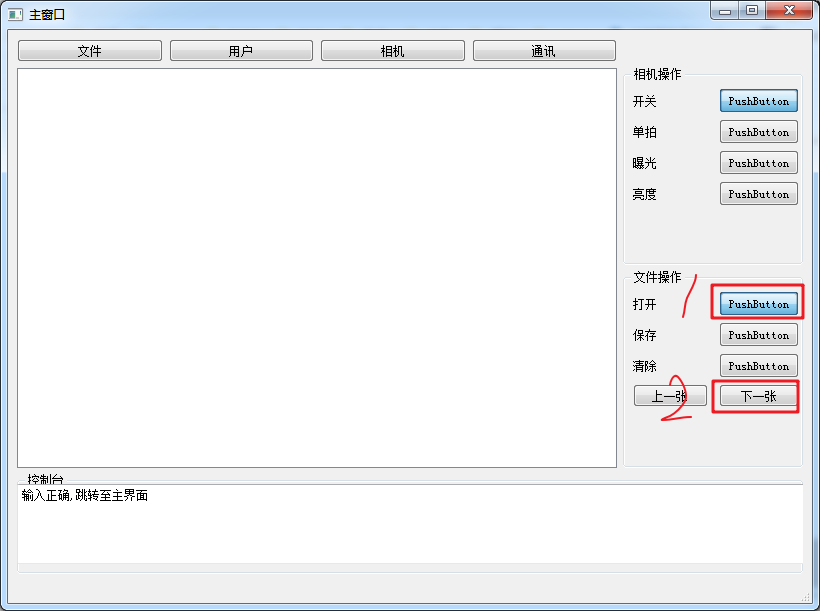 主窗口
文件 用户 相机 通讯
相机操作
开关 PushButton
单拍 PushButton
曝光 PushButton
亮度 PushButton
文件操作
打开 1 PushButton
保存 PushButton
清除 PushButton
上一张 2 下一张
控制台
输入正确,跳转至主界面